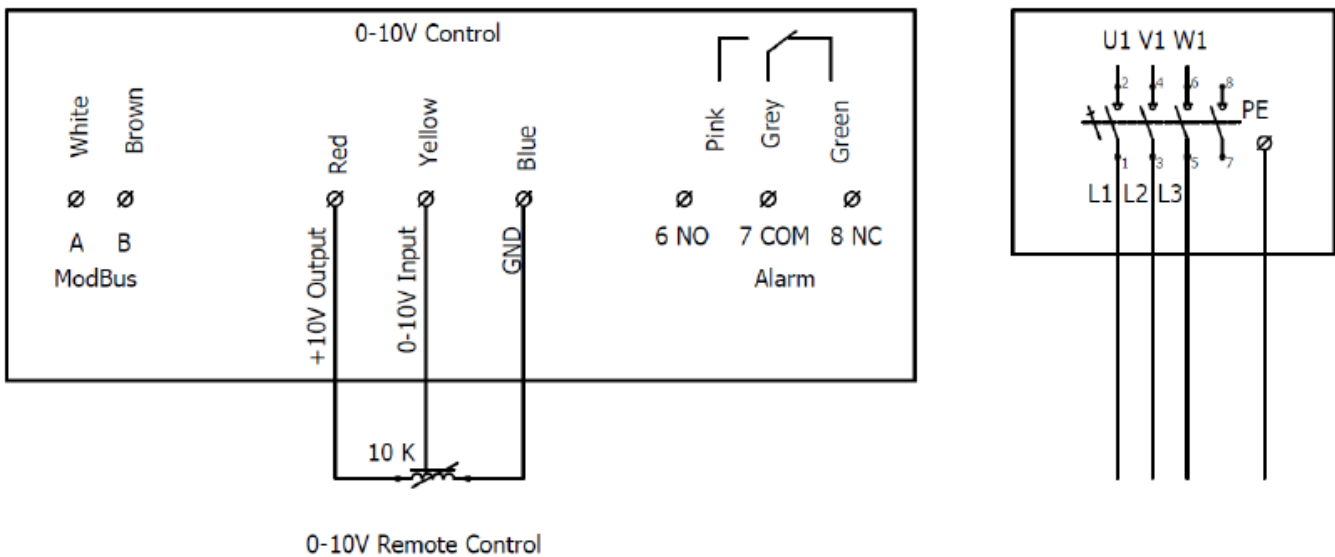 0-10V Control
White
Brown
Red
Yellow
Blue
Pink
Grey
Green
A B
ModBus
+10V Output
0-10V Input
GND
6 NO 7 COM 8 NC
Alarm
10 K
0-10V Remote Control
U1 V1 W1
2 4 6 8
PE
1 3 5 7
L1 L2 L3